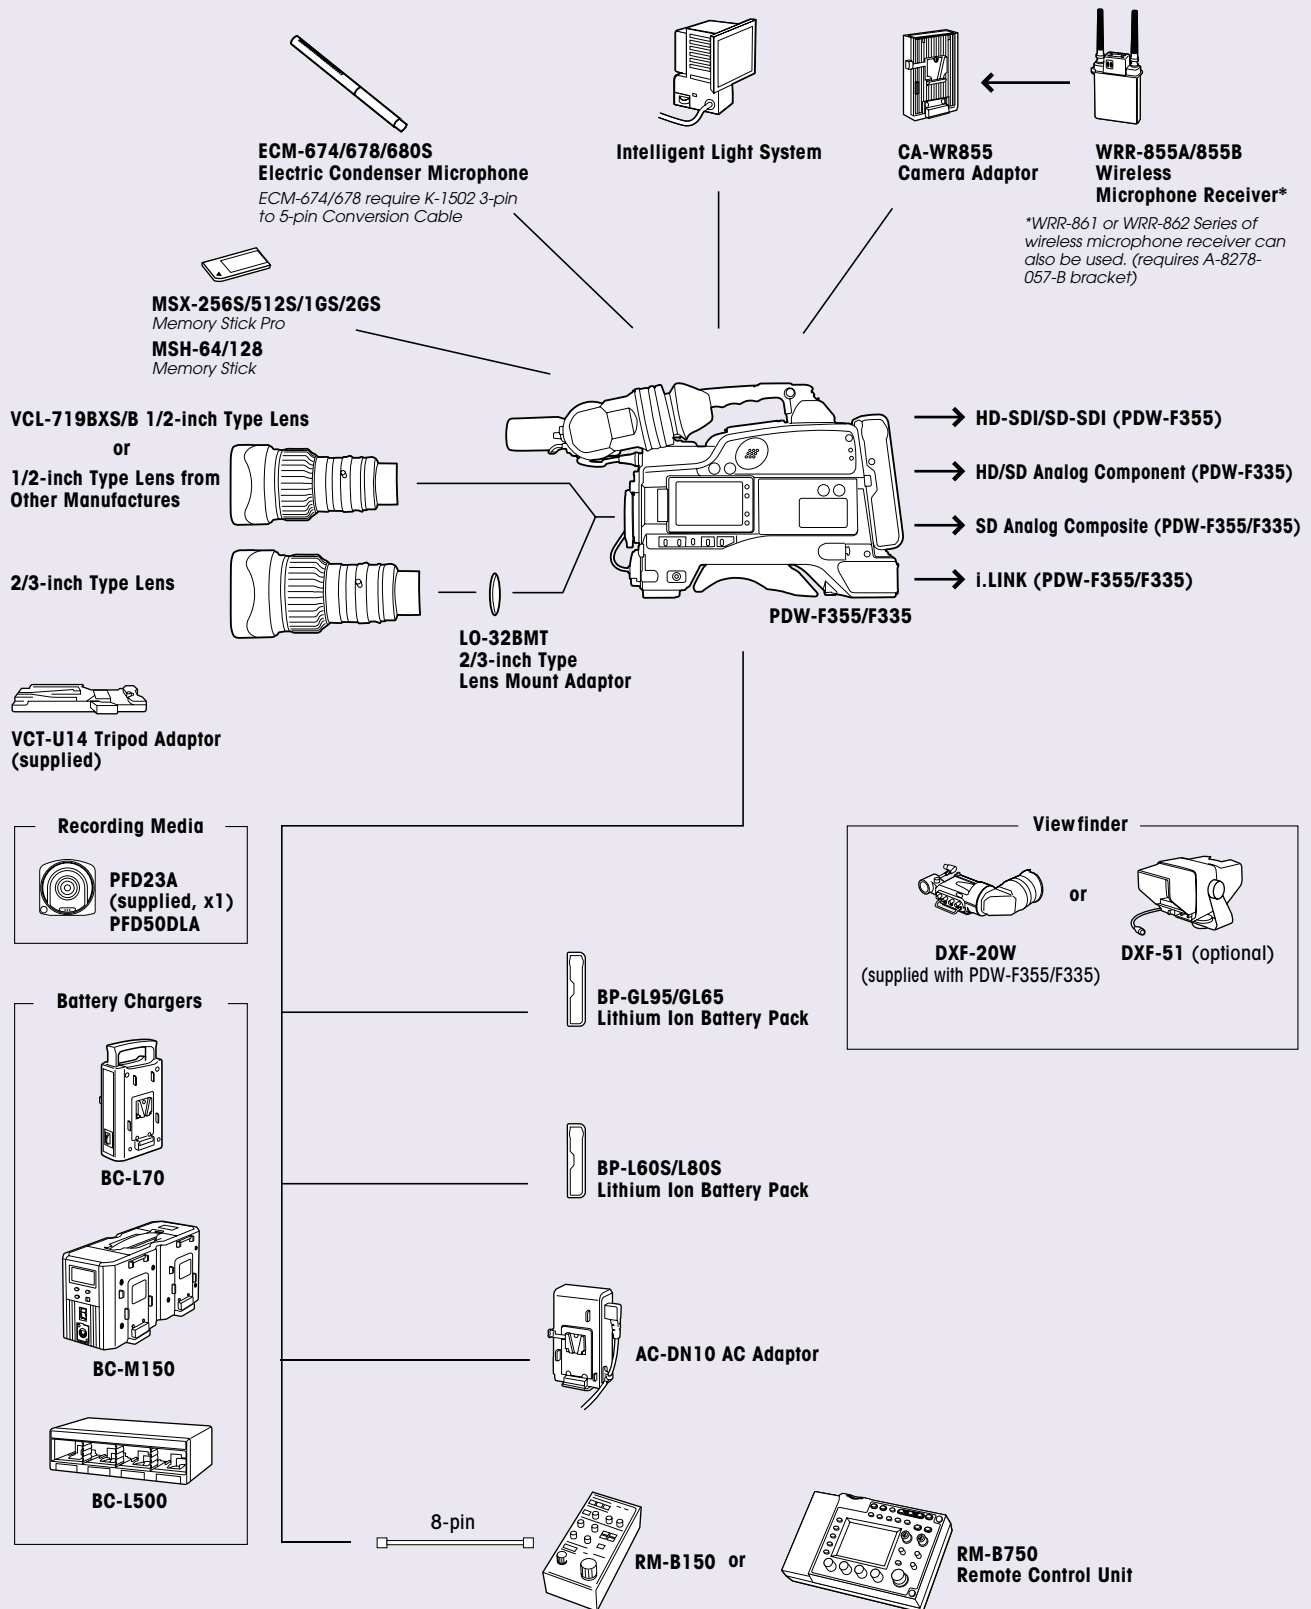 ECM-674/678/680S
Electric Condenser Microphone
ECM-674/678 require K-1502 3-pin
to 5-pin Conversion Cable
Intelligent Light System
CA-WR855
Camera Adaptor
WRR-855A/855B
Wireless
Microphone Receiver*
*WRR-861 or WRR-862 Series of
wireless microphone receiver can
also be used. (requires A-8278-
057-B bracket)
MSX-256S/512S/1GS/2GS
Memory Stick Pro
MSH-64/128
Memory Stick
VCL-719BXS/B 1/2-inch Type Lens
or
1/2-inch Type Lens from
Other Manufactures
2/3-inch Type Lens
LO-32BMT
2/3-inch Type
Lens Mount Adaptor
HD-SDI/SD-SDI (PDW-F355)
HD/SD Analog Component (PDW-F335)
SD Analog Composite (PDW-F355/F335)
i.LINK (PDW-F355/F335)
PDW-F355/F335
VCT-U14 Tripod Adaptor
(supplied)
Recording Media
PFD23A
(supplied, x1)
PFD50DLA
Viewfinder
or
DXF-20W
(supplied with PDW-F355/F335)
DXF-51 (optional)
Battery Chargers
BC-L70
BC-M150
BC-L500
BP-GL95/GL65
Lithium Ion Battery Pack
BP-L60S/L80S
Lithium Ion Battery Pack
AC-DN10 AC Adaptor
8-pin
RM-B150 or
RM-B750
Remote Control Unit